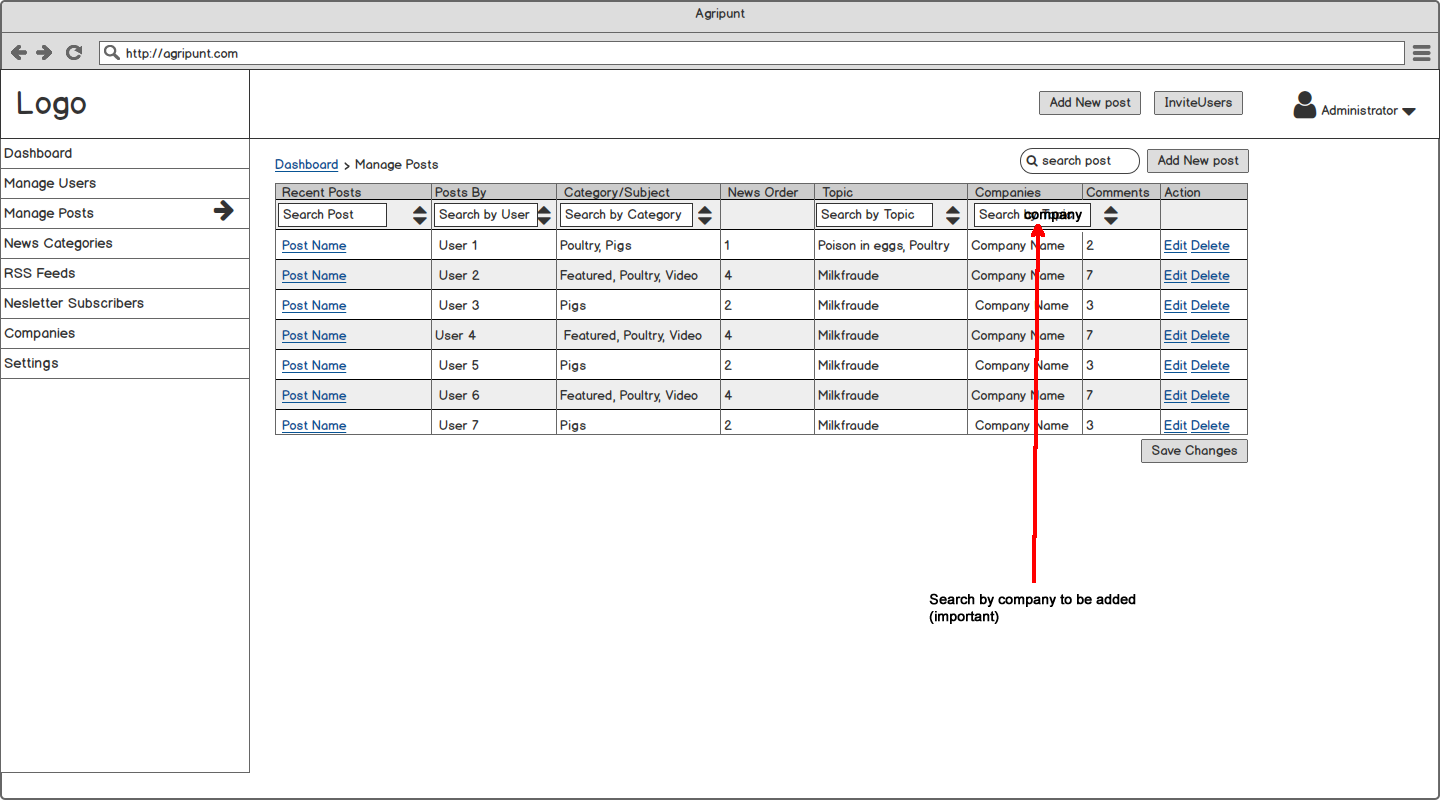 Agripunt
http://agripunt.com
Logo
Add New post
InviteUsers
Administrator
Dashboard
Manage Users
Manage Posts
News Categories
RSS Feeds
Nesletter Subscribers
Companies
Settings
Dashboard > Manage Posts
search post
Add New post
Recent Posts Posts By Category/Subject News Order Topic Companies Comments Action
Search Post Search by User Search by Category Search by Topic Search by Topic company
Post Name User 1 Poultry, Pigs 1 Poison in eggs, Poultry Company Name 2 Edit Delete
Post Name User 2 Featured, Poultry, Video 4 Milkfraude Company Name 7 Edit Delete
Post Name User 3 Pigs 2 Milkfraude Company Name 3 Edit Delete
Post Name User 4 Featured, Poultry, Video 4 Milkfraude Company Name 7 Edit Delete
Post Name User 5 Pigs 2 Milkfraude Company Name 3 Edit Delete
Post Name User 6 Featured, Poultry, Video 4 Milkfraude Company Name 7 Edit Delete
Post Name User 7 Pigs 2 Milkfraude Company Name 3 Edit Delete
Save Changes
Search by company to be added
(important)